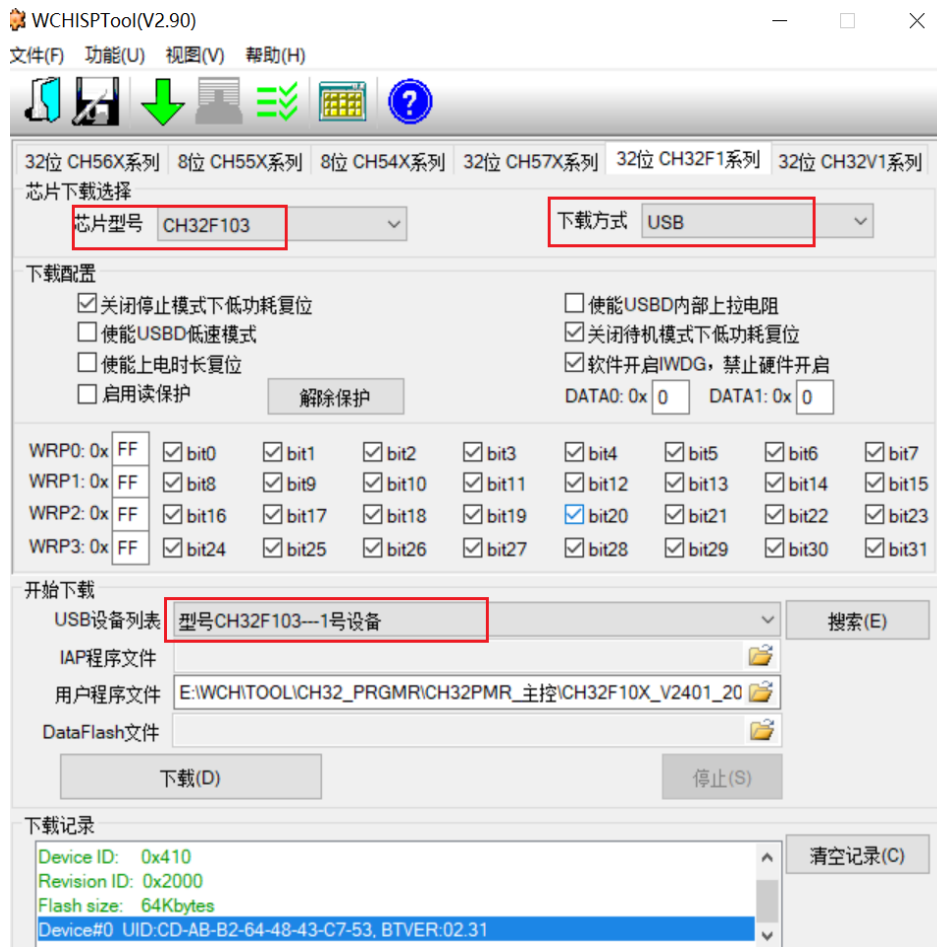 WCHISPTool(V2.90)
文件(F) 功能(U) 视图(V) 帮助(H)
32位 CH56X系列 8位 CH55X系列 8位 CH54X系列 32位 CH57X系列 32位 CH32F1系列 32位 CH32V1系列
芯片下载选择
芯片型号 CH32F103 下载方式 USB
下载配置
关闭停止模式下低功耗复位 使能USBD内部上拉电阻
使能USBD低速模式 关闭待机模式下低功耗复位
使能上电时长复位 软件开启IWDG，禁止硬件开启
启用读保护 解除保护 DATA0: 0x 0 DATA1: 0x 0
WRP0: 0x FF bit0 bit1 bit2 bit3 bit4 bit5 bit6 bit7
WRP1: 0x FF bit8 bit9 bit10 bit11 bit12 bit13 bit14 bit15
WRP2: 0x FF bit16 bit17 bit18 bit19 bit20 bit21 bit22 bit23
WRP3: 0x FF bit24 bit25 bit26 bit27 bit28 bit29 bit30 bit31
开始下载
USB设备列表 型号CH32F103---1号设备 搜索(E)
IAP程序文件
用户程序文件 E:\WCH\TOOL\CH32_PRGMR\CH32PMR_主控\CH32F10X_V2401_20
DataFlash文件
下载(D) 停止(S)
下载记录
Device ID: 0x410 清空记录(C)
Revision ID: 0x2000
Flash size: 64Kbytes
Device#0 UID:CD-AB-B2-64-48-43-C7-53, BTVER:02.31